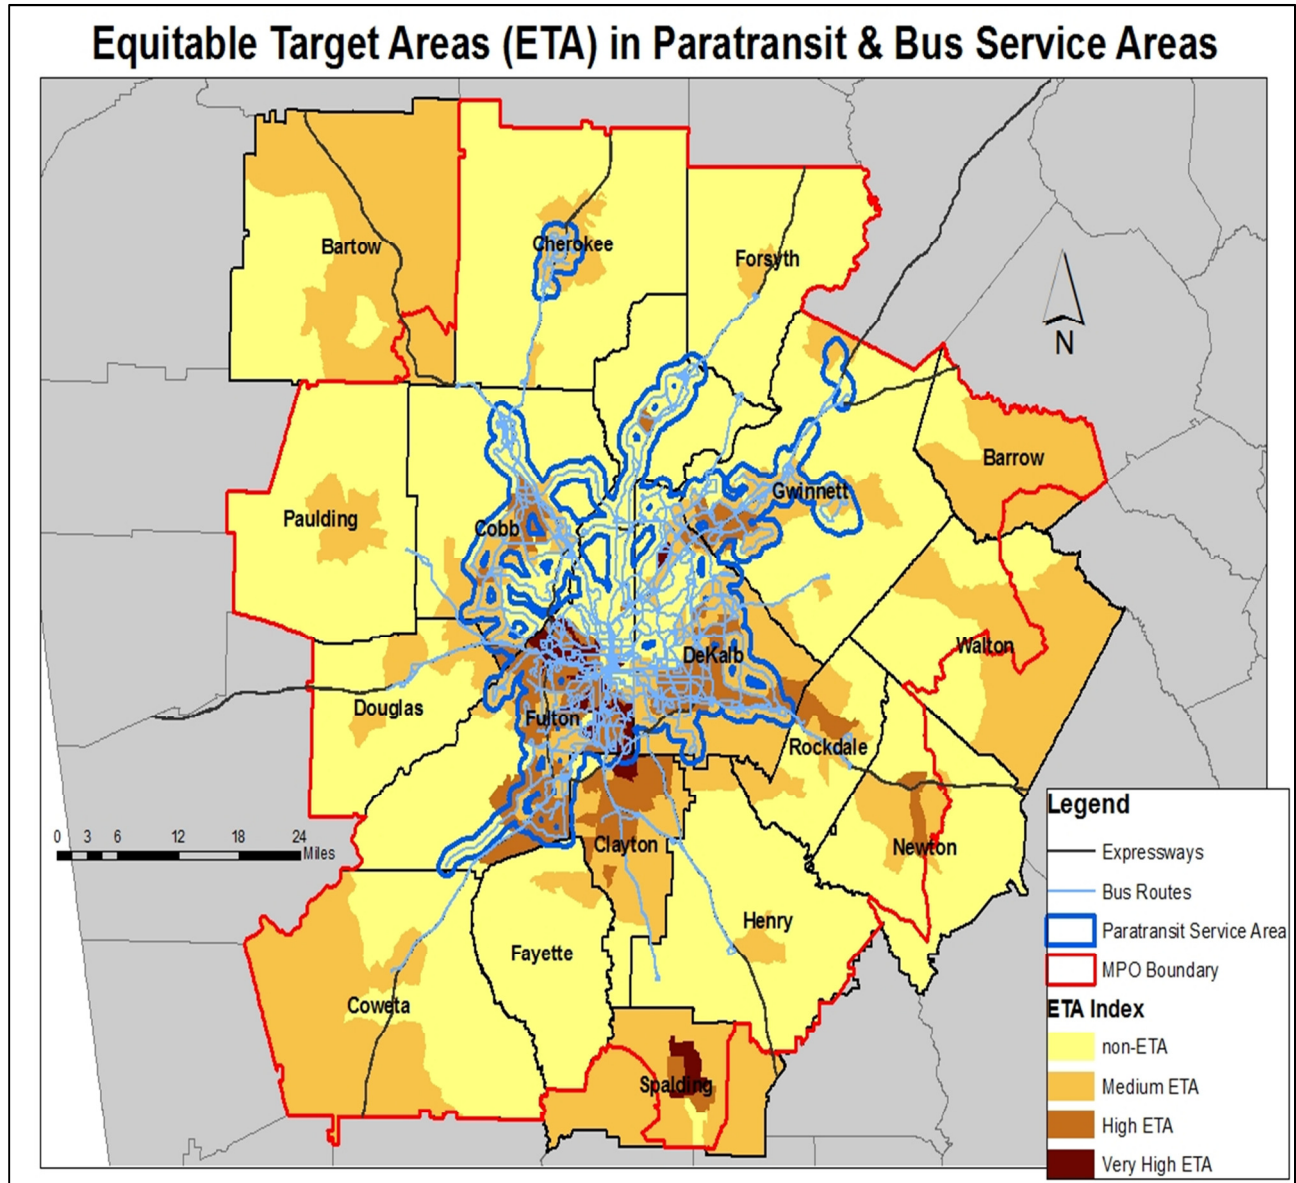 Equitable Target Areas (ETA) in Paratransit & Bus Service Areas
Bartow
Cherokee
Forsyth
N
Barrow
Paulding
Cobb
Gwinnett
Walton
DeKalb
Douglas
Fulton
Rockdale
0 3 6 12 18 24
Miles
Clayton
Newton
Henry
Fayette
Coweta
Spalding
Legend
Expressways
Bus Routes
Paratransit Service Area
MPO Boundary
ETA Index
non-ETA
Medium ETA
High ETA
Very High ETA